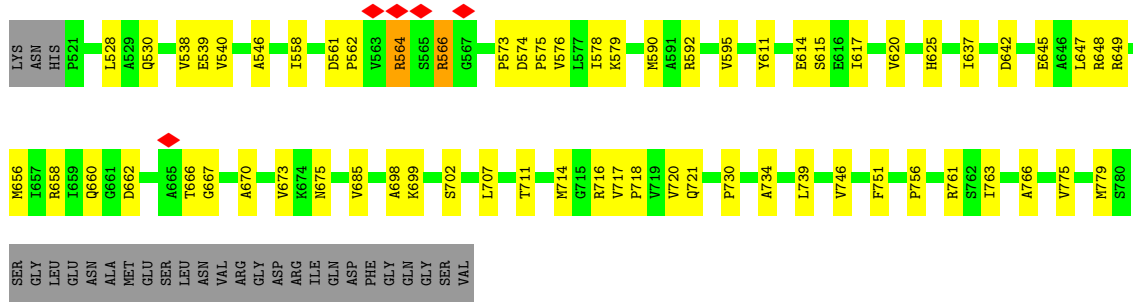 LYS ASN HIS P521 L528 A529 Q530 V538 E539 V540 A546 I558 D561 P562 V563 R564 S565 R566 G567 P573 D574 P575 V576 L577 I578 K579 M590 A591 R592 V595 Y611 E614 S615 E616 I617 V620 H625 I637 D642 E645 A646 L647 R648 R649
M656 I657 R658 I659 Q660 G661 D662 A665 T666 G667 A670 V673 K674 N675 V685 A698 K699 S702 L707 T711 M714 G715 R716 V717 P718 V719 V720 Q721 P730 A734 L739 V746 F751 P756 R761 S762 I763 A766 V775 M779 S780
SER GLY LEU GLU ASN ALA MET GLU SER LEU ASN VAL ARG GLY ASP ARG ILE GLN ASP PHE GLY GLN GLY SER VAL